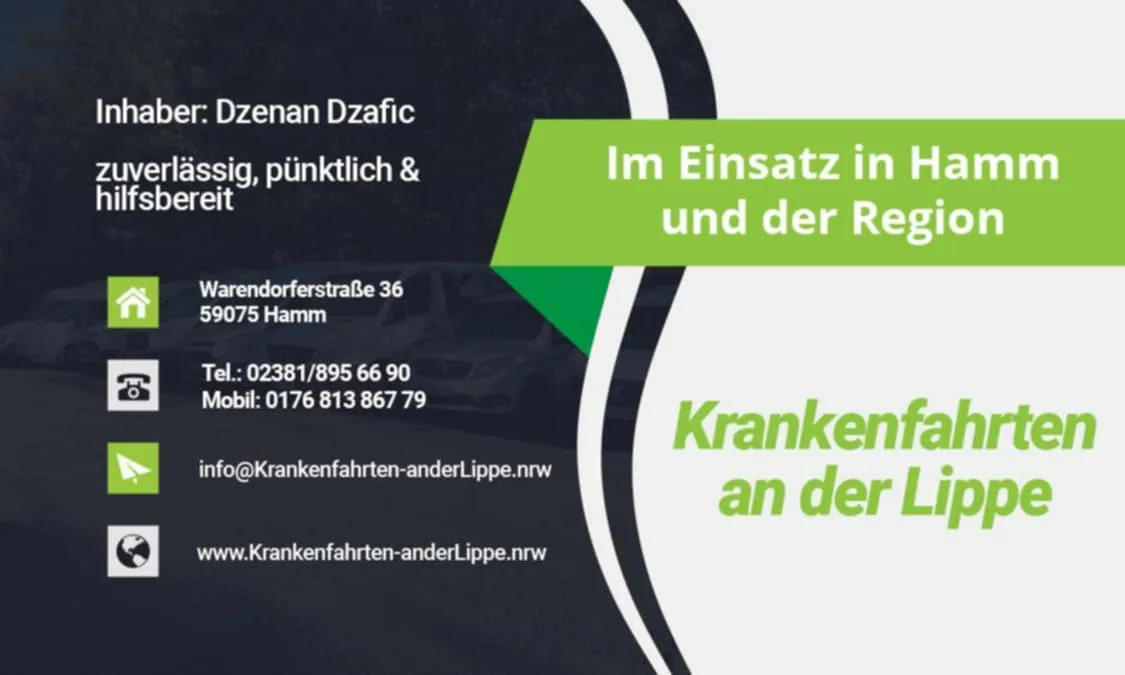 Inhaber: Dzenan Dzafic
zuverlässig, pünktlich &
hilfsbereit
Warendorferstraße 36
59075 Hamm
Tel.: 02381/895 66 90
Mobil: 0176 813 867 79
info@Krankenfahrten-anderLippe.nrw
www.Krankenfahrten-anderLippe.nrw
Im Einsatz in Hamm
und der Region
Krankenfahrten
an der Lippe